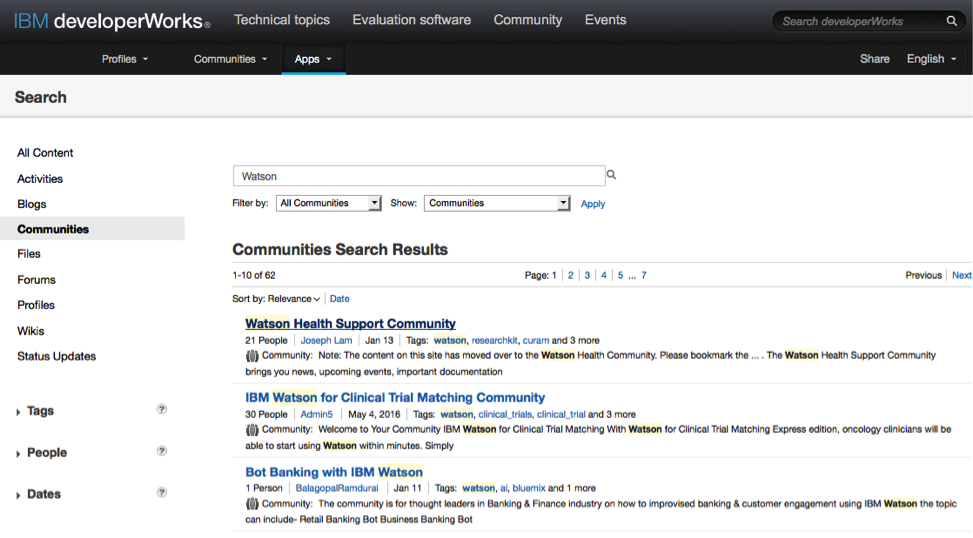 IBM developerWorks® Technical topics Evaluation software Community Events Search developerWorks
Profiles Communities Apps Share English
Search
All Content
Activities
Blogs
Communities
Files
Forums
Profiles
Wikis
Status Updates
Tags ?
People ?
Dates ?
Watson
Filter by: All Communities Show: Communities Apply
Communities Search Results
1-10 of 62 Page: 1 | 2 | 3 | 4 | 5 ... 7 Previous | Next
Sort by: Relevance | Date
Watson Health Support Community
21 People | Joseph Lam | Jan 13 | Tags: watson, researchkit, curam and 3 more
Community: Note: The content on this site has moved over to the Watson Health Community. Please bookmark the ... . The Watson Health Support Community
brings you news, upcoming events, important documentation
IBM Watson for Clinical Trial Matching Community
30 People | Admin5 | May 4, 2016 | Tags: watson, clinical_trials, clinical_trial and 3 more
Community: Welcome to Your Community IBM Watson for Clinical Trial Matching With Watson for Clinical Trial Matching Express edition, oncology clinicians will be
able to start using Watson within minutes. Simply
Bot Banking with IBM Watson
1 Person | BalagopalRamdurai | Jan 11 | Tags: watson, ai, bluemix and 1 more
Community: The community is for thought leaders in Banking & Finance industry on how to improvised banking & customer engagement using IBM Watson the topic
can include- Retail Banking Bot Business Banking Bot